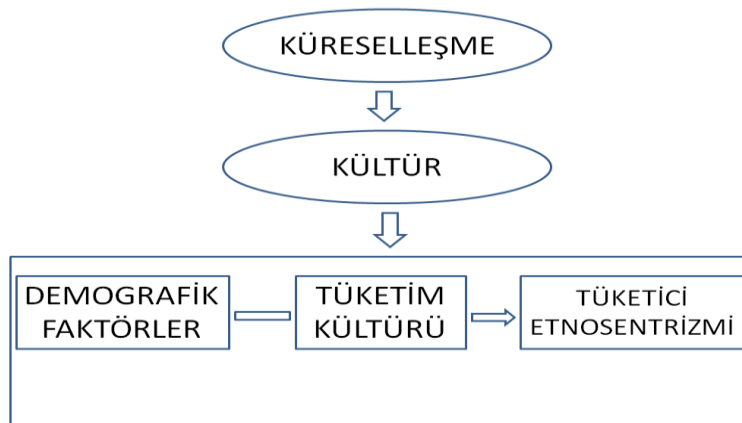 KÜRESELLEŞME
KÜLTÜR
DEMOGRAFİK
FAKTÖRLER
TÜKETİM
KÜLTÜRÜ
TÜKETİCİ
ETNOSENTRİZMİ